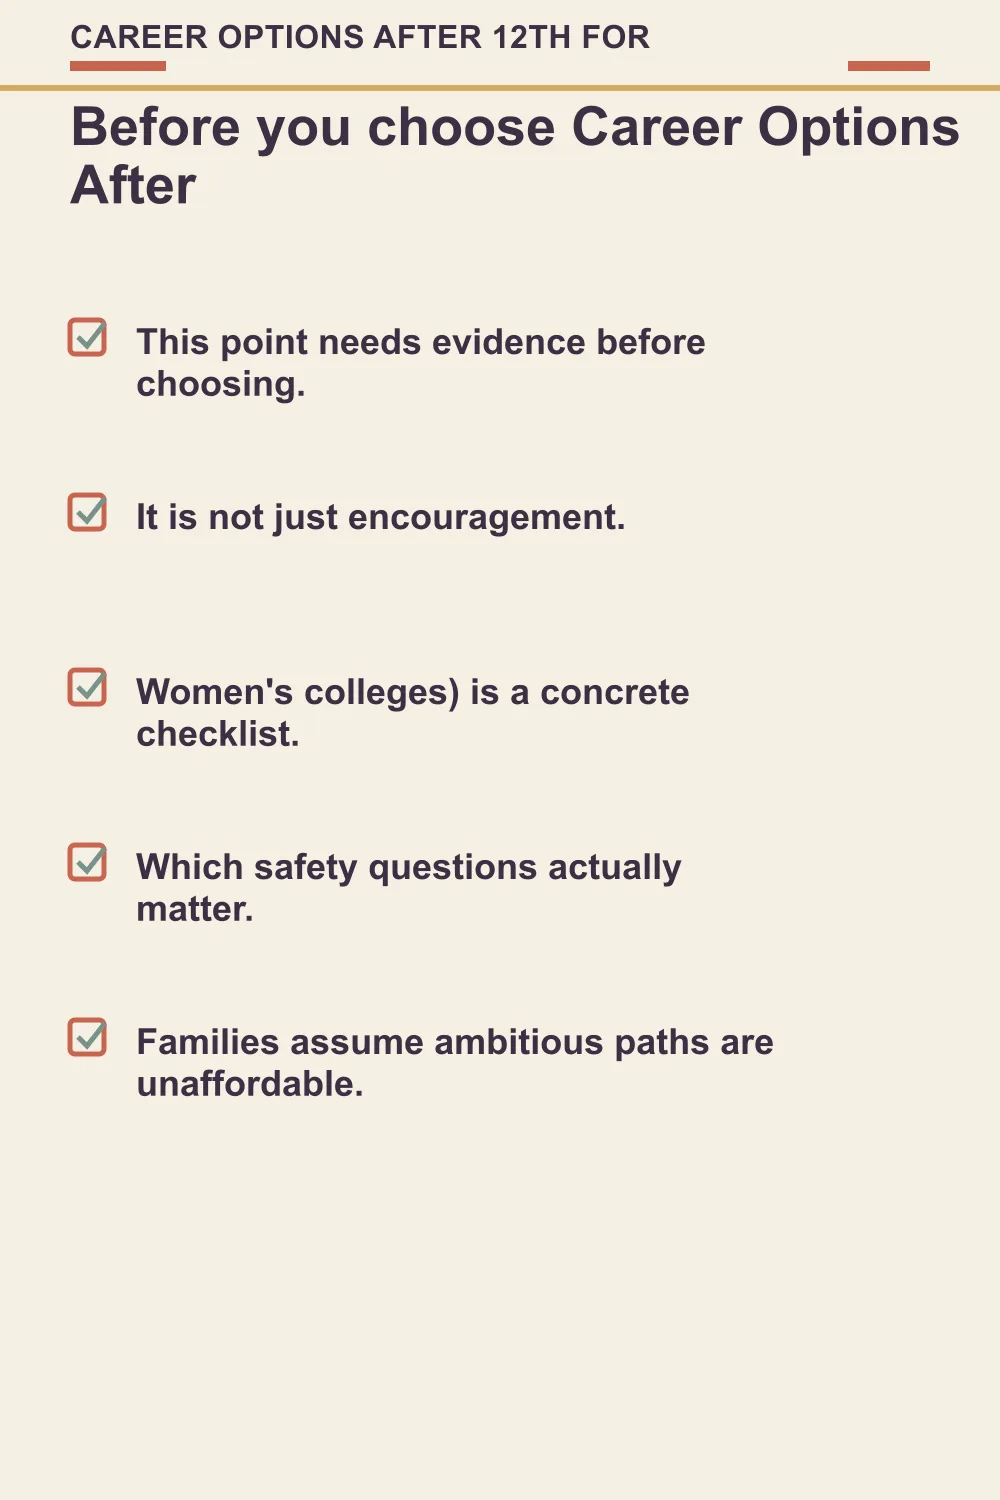 CAREER OPTIONS AFTER 12TH FOR
Before you choose Career Options
After
This point needs evidence before
choosing.
It is not just encouragement.
Women's colleges) is a concrete
checklist.
Which safety questions actually
matter.
Families assume ambitious paths are
unaffordable.